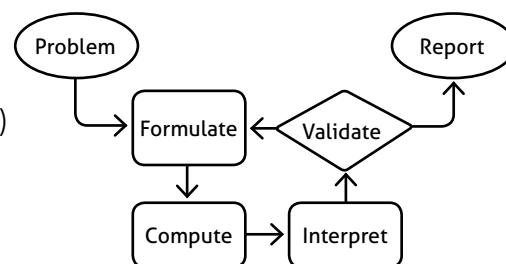 Problem
Report
)
Formulate
Validate
Compute
Interpret